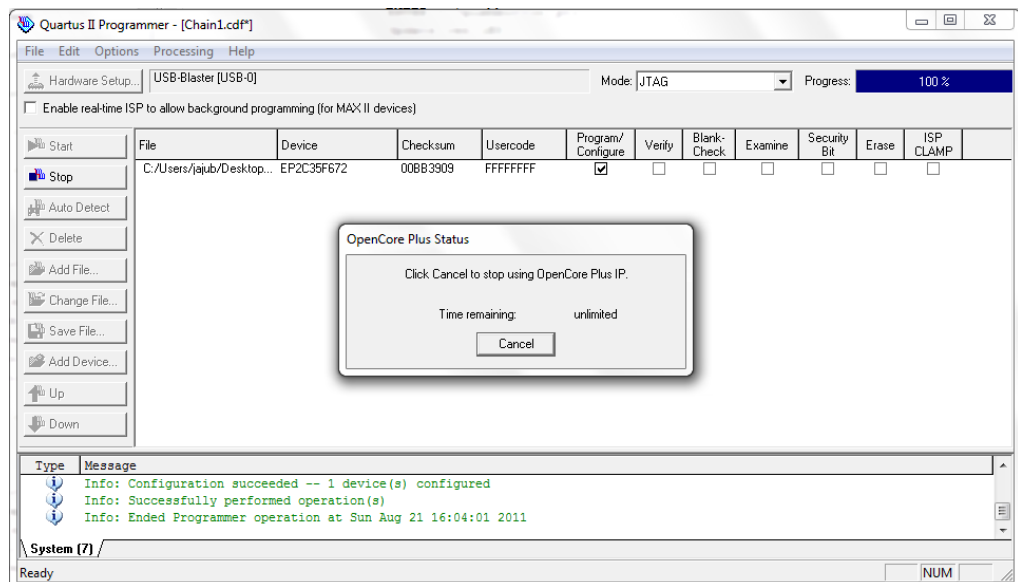 Quartus II Programmer - [Chain1.cdf*]
File Edit Options Processing Help
Hardware Setup... USB-Blaster [USB-0] Mode: JTAG Progress: 100 %
Enable real-time ISP to allow background programming (for MAX II devices)
Start
Stop
Auto Detect
Delete
Add File...
Change File...
Save File...
Add Device...
Up
Down
File Device Checksum Usercode Program/ Configure Verify Blank- Check Examine Security Bit Erase ISP CLAMP
C:/Users/jajub/Desktop... EP2C35F672 00BB3909 FFFFFFFF
OpenCore Plus Status
Click Cancel to stop using OpenCore Plus IP.
Time remaining: unlimited
Cancel
Type Message
Info: Configuration succeeded -- 1 device(s) configured
Info: Successfully performed operation(s)
Info: Ended Programmer operation at Sun Aug 21 16:04:01 2011
System (7)
Ready NUM